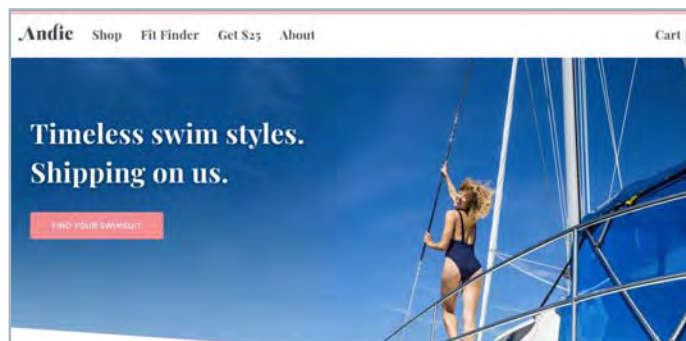 Andie Shop Fit Finder Get $25 About Cart
Timeless swim styles.
Shipping on us.
FIND YOUR SWIMSUIT